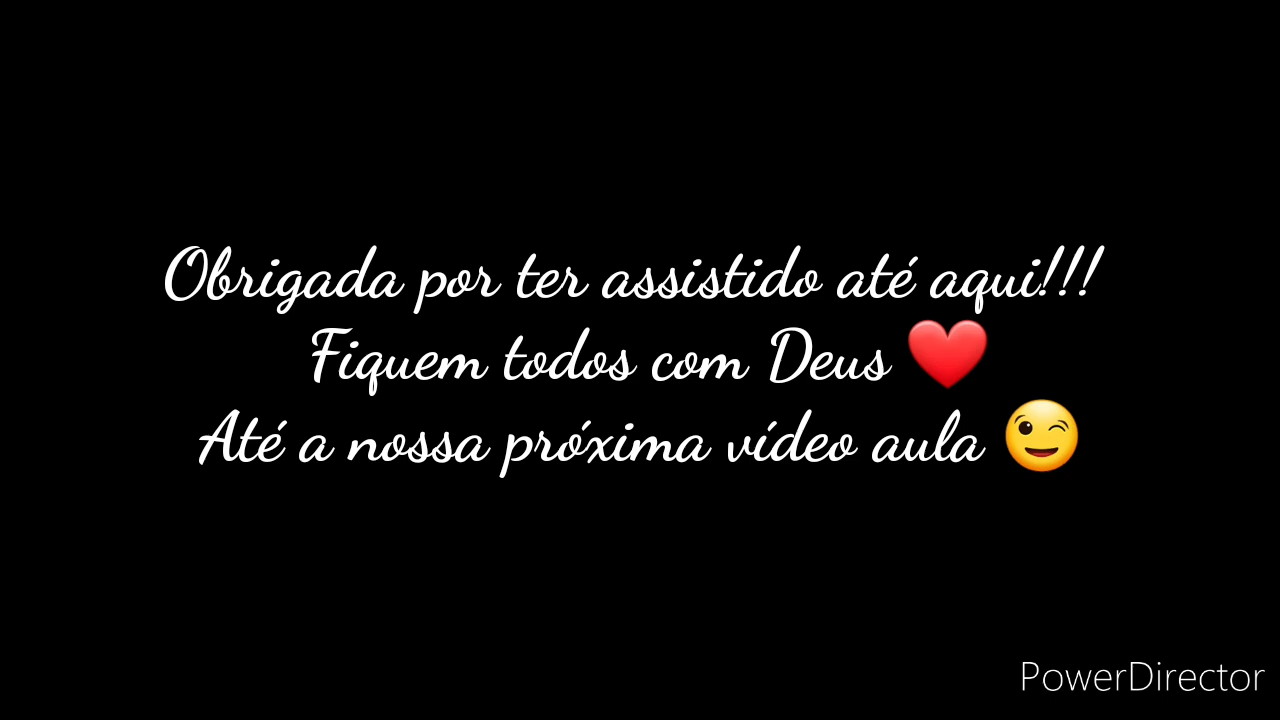 Obrigada por ter assistido até aqui!!!
Fiquem todos com Deus ❤️
Até a nossa próxima vídeo aula 😉
PowerDirector